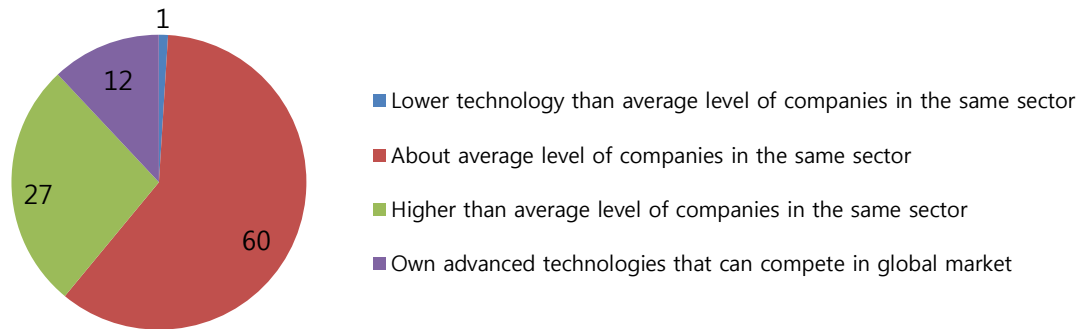 1
12
27
60
Lower technology than average level of companies in the same sector
About average level of companies in the same sector
Higher than average level of companies in the same sector
Own advanced technologies that can compete in global market